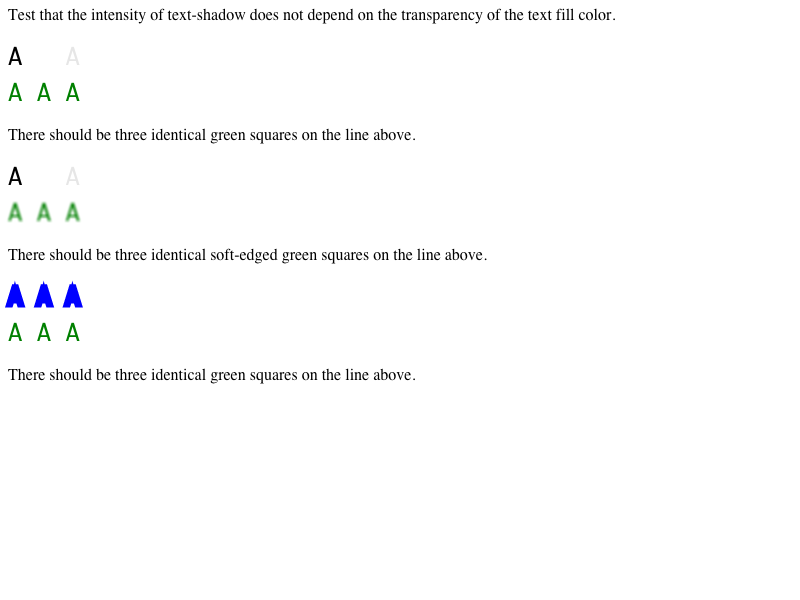 Test that the intensity of text-shadow does not depend on the transparency of the text fill color.
A A
A A A
There should be three identical green squares on the line above.
A A
A A A
There should be three identical soft-edged green squares on the line above.
A A A
A A A
There should be three identical green squares on the line above.